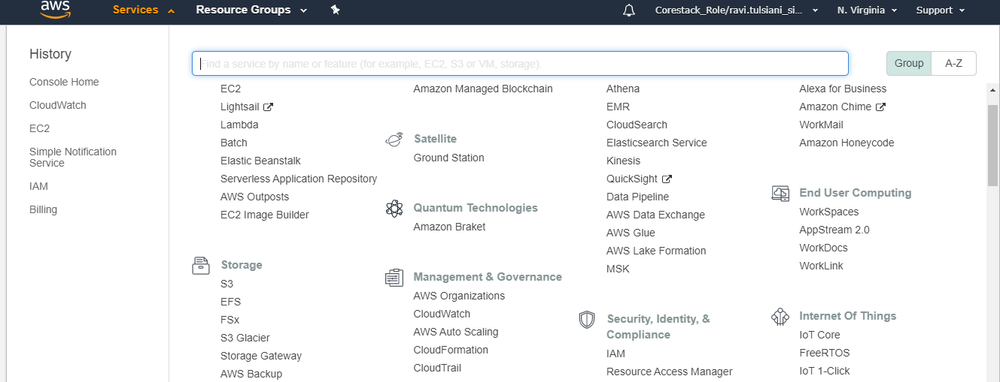 aws
Services
Resource Groups
Corestack_Role/ravi.tulsiani_si...
N. Virginia
Support
History
Console Home
CloudWatch
EC2
Simple Notification
Service
IAM
Billing
Find a service by name or feature (for example, EC2, S3 or VM, storage).
Group
A-Z
EC2
Lightsail
Lambda
Batch
Elastic Beanstalk
Serverless Application Repository
AWS Outposts
EC2 Image Builder
Storage
S3
EFS
FSx
S3 Glacier
Storage Gateway
AWS Backup
Amazon Managed Blockchain
Satellite
Ground Station
Quantum Technologies
Amazon Braket
Management & Governance
AWS Organizations
CloudWatch
AWS Auto Scaling
CloudFormation
CloudTrail
Athena
EMR
CloudSearch
Elasticsearch Service
Kinesis
QuickSight
Data Pipeline
AWS Data Exchange
AWS Glue
AWS Lake Formation
MSK
Security, Identity, &
Compliance
IAM
Resource Access Manager
Alexa for Business
Amazon Chime
WorkMail
Amazon Honeycode
End User Computing
WorkSpaces
AppStream 2.0
WorkDocs
WorkLink
Internet Of Things
IoT Core
FreeRTOS
IoT 1-Click